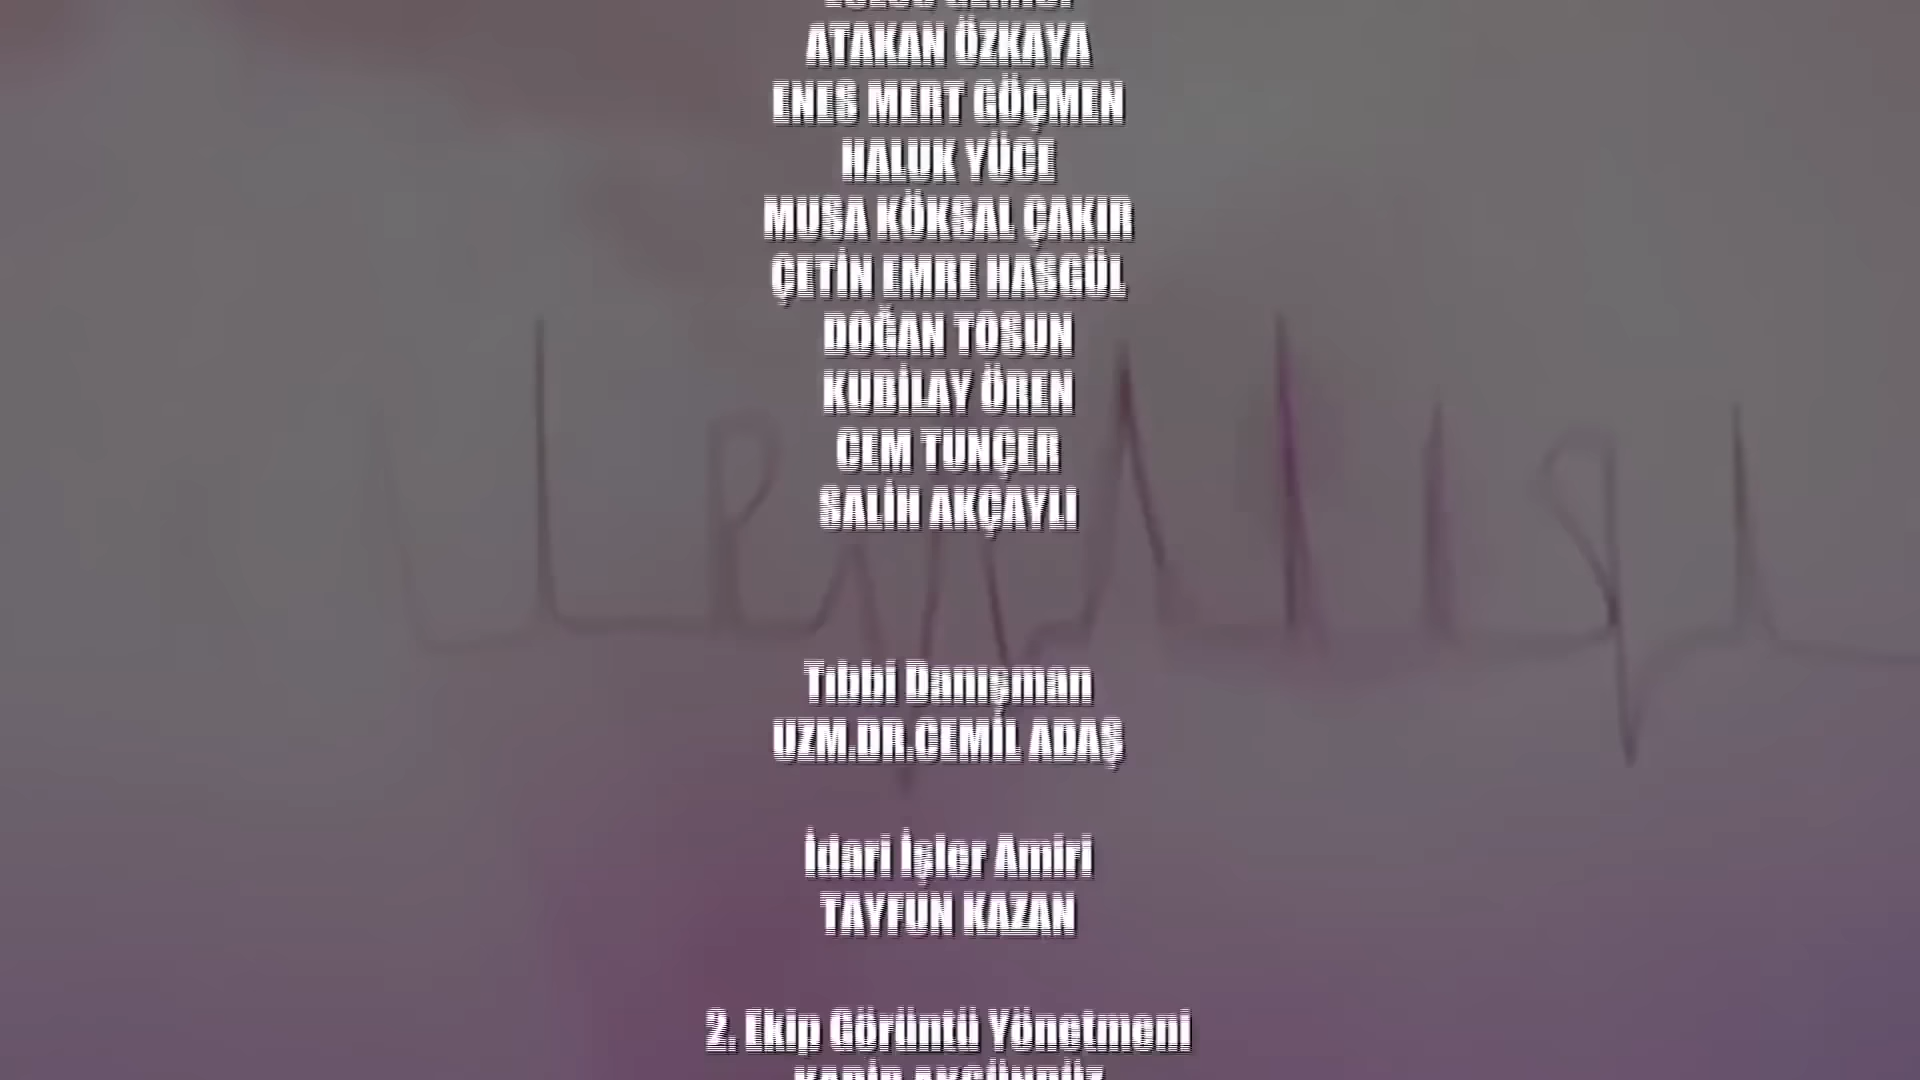 ATAKAN ÖZKAYA
ENES MERT GÖÇMEN
HALUK YÜCE
MUSA KÖKSAL ÇAKIR
ÇETİN EMRE HASGÜL
DOĞAN TOSUN
KUBİLAY ÖREN
CEM TUNÇER
SALİH AKÇAYLI
Tıbbi Danışman
UZM.DR.CEMİL ADAŞ
İdari İşler Amiri
TAYFUN KAZAN
2. Ekip Görüntü Yönetmeni